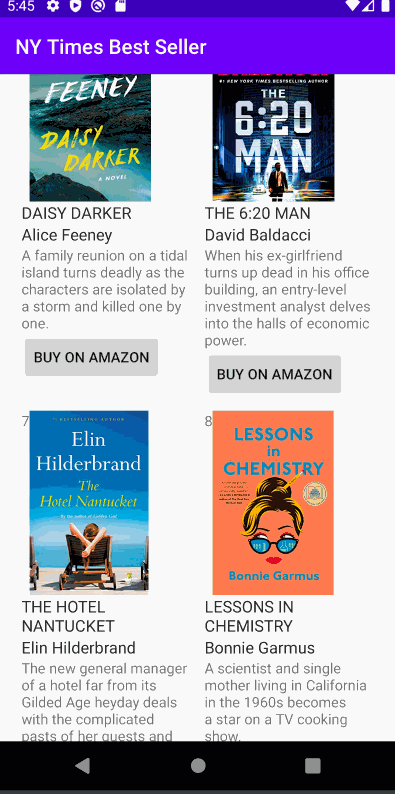 5:45
NY Times Best Seller
FEENEY
DAISY
DARKER
A NOVEL
#1 NEW YORK TIMES BESTSELLING AUTHOR
THE
6:20
MAN
DAISY DARKER
Alice Feeney
A family reunion on a tidal
island turns deadly as the
characters are isolated by
a storm and killed one by
one.
BUY ON AMAZON
THE 6:20 MAN
David Baldacci
When his ex-girlfriend
turns up dead in his office
building, an entry-level
investment analyst delves
into the halls of economic
power.
BUY ON AMAZON
7
Elin
Hilderbrand
The
Hotel Nantucket
8
LESSONS
in
CHEMISTRY
Bonnie Garmus
THE HOTEL
NANTUCKET
Elin Hilderbrand
The new general manager
of a hotel far from its
Gilded Age heyday deals
with the complicated
pasts of her guests and
LESSONS IN
CHEMISTRY
Bonnie Garmus
A scientist and single
mother living in California
in the 1960s becomes
a star on a TV cooking
show.